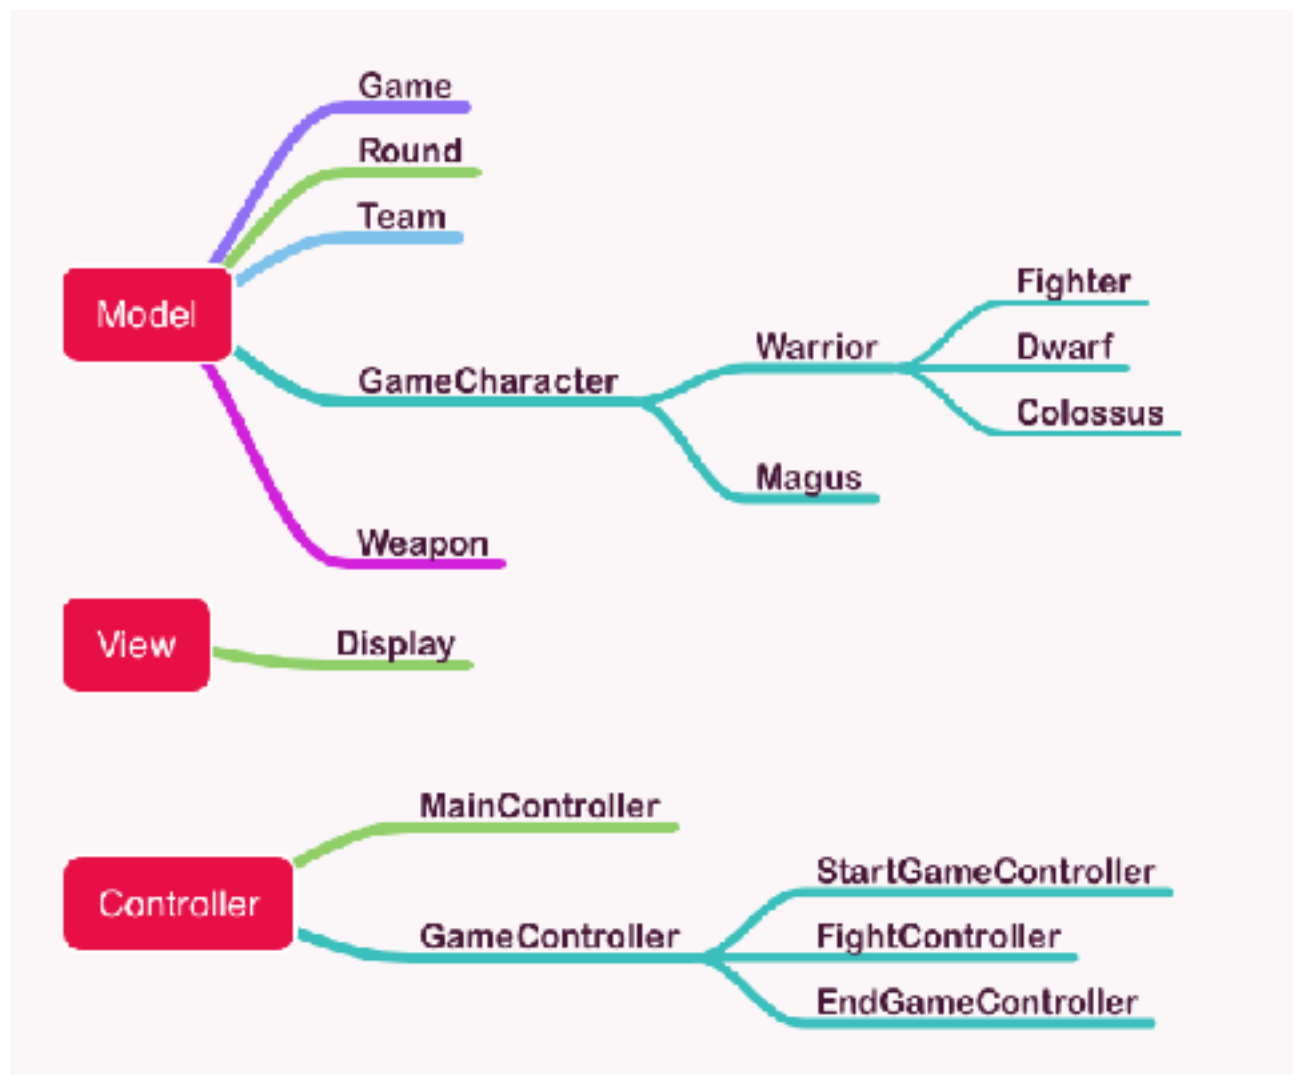 Game
Round
Team
Model
GameCharacter
Warrior
Fighter
Dwarf
Colossus
Magus
Weapon
View
Display
Controller
MainController
GameController
StartGameController
FightController
EndGameController